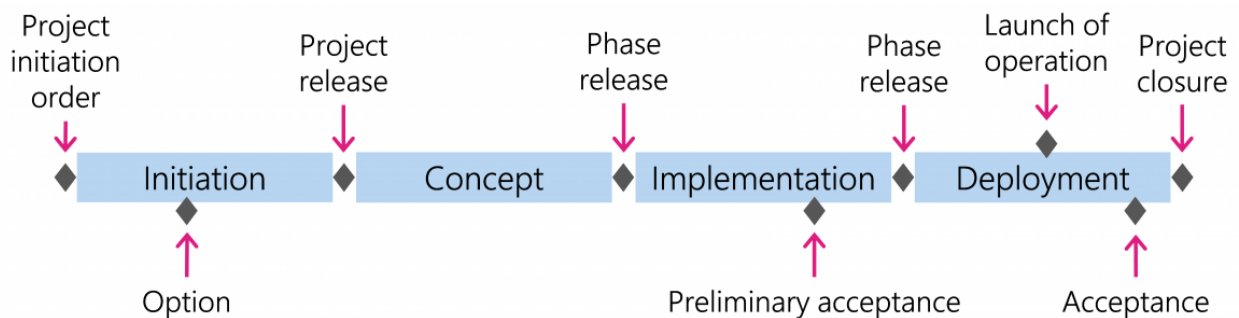 Project
initiation
order
Project
release
Phase
release
Phase
release
Launch of
operation
Project
closure
Initiation
Concept
Implementation
Deployment
Option
Preliminary acceptance
Acceptance